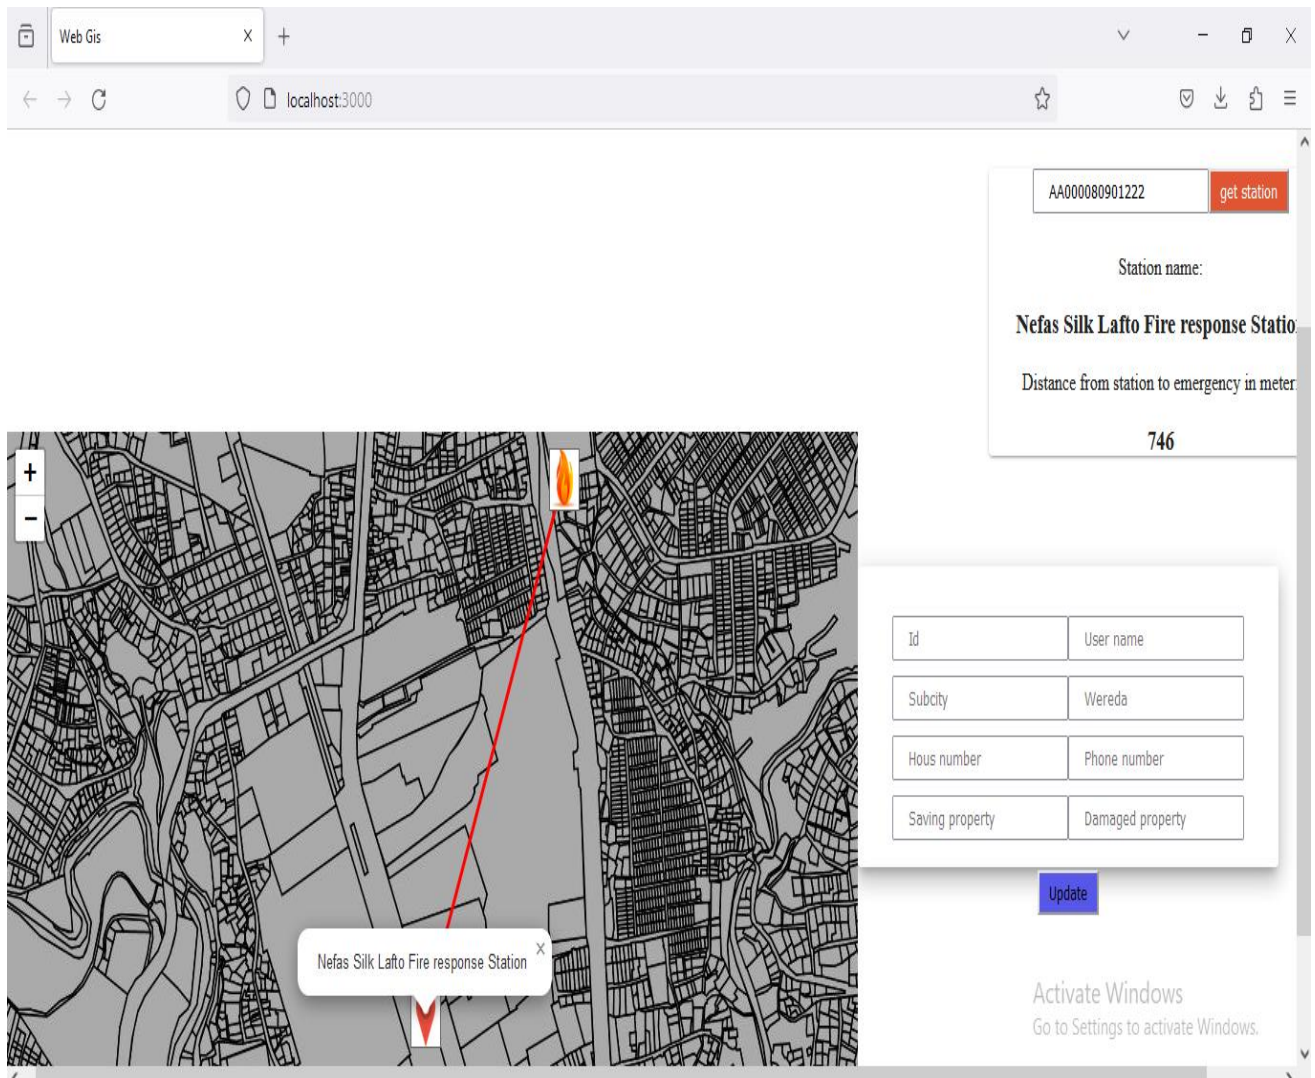 Web Gis
localhost:3000
AA000080901222 get station
Station name:
Nefas Silk Lafto Fire response Statio
Distance from station to emergency in meter
746
+
−
Id User name
Subcity Wereda
Hous number Phone number
Saving property Damaged property
Update
Nefas Silk Lafto Fire response Station ×
Activate Windows
Go to Settings to activate Windows.